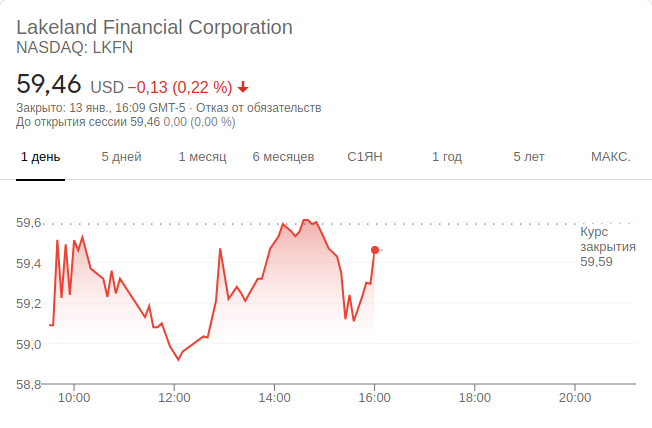 Lakeland Financial Corporation
NASDAQ: LKFN
59,46 USD −0,13 (0,22 %)
Закрыто: 13 янв., 16:09 GMT-5 · Отказ от обязательств
До открытия сессии 59,46 0,00 (0,00 %)
1 день 5 дней 1 месяц 6 месяцев С1ЯН 1 год 5 лет МАКС.
59,6
Курс
закрытия
59,59
59,4
59,2
59,0
58,8
10:00 12:00 14:00 16:00 18:00 20:00